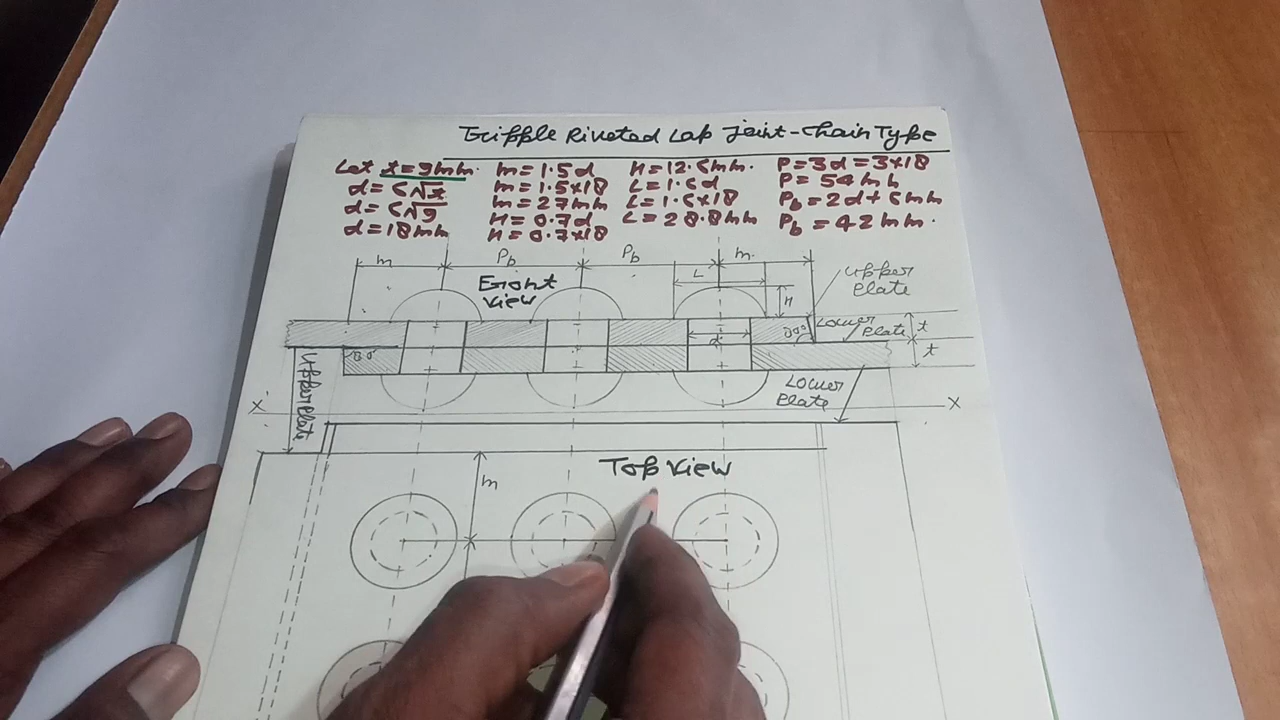 Tripple Riveted Lap joint-Chain Type
Let t=9mm
d=6√t
d=6√9
d=18mm
m=1.5d
m=1.5×18
m=27mm
H=0.7d
H=0.7×18
H=12.6mm.
L=1.6d
L=1.6×18
L=28.8mm
P=3d=3×18
P=54mm
Pb=2d+6mm
Pb=42mm.
m
Pb
Pb
m
L
H
Front
View
upper
Plate
Lower
Plate
t
t
80°
80°
d
upper Plate
Lower
Plate
X
X
Top View
m